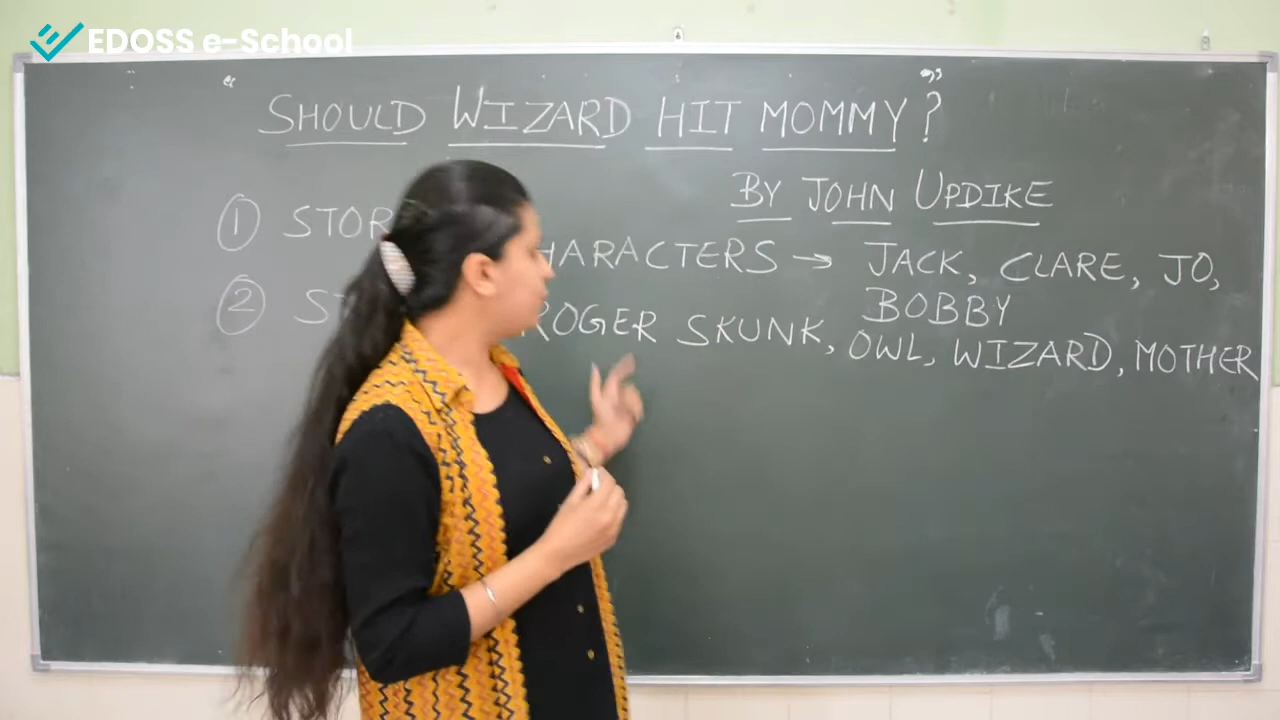 EDOSS e-School
SHOULD WIZARD HIT MOMMY?
BY JOHN UPDIKE
① STOR
HARACTERS → JACK, CLARE, JO,
BOBBY
② ST
ROGER SKUNK, OWL, WIZARD, MOTHER